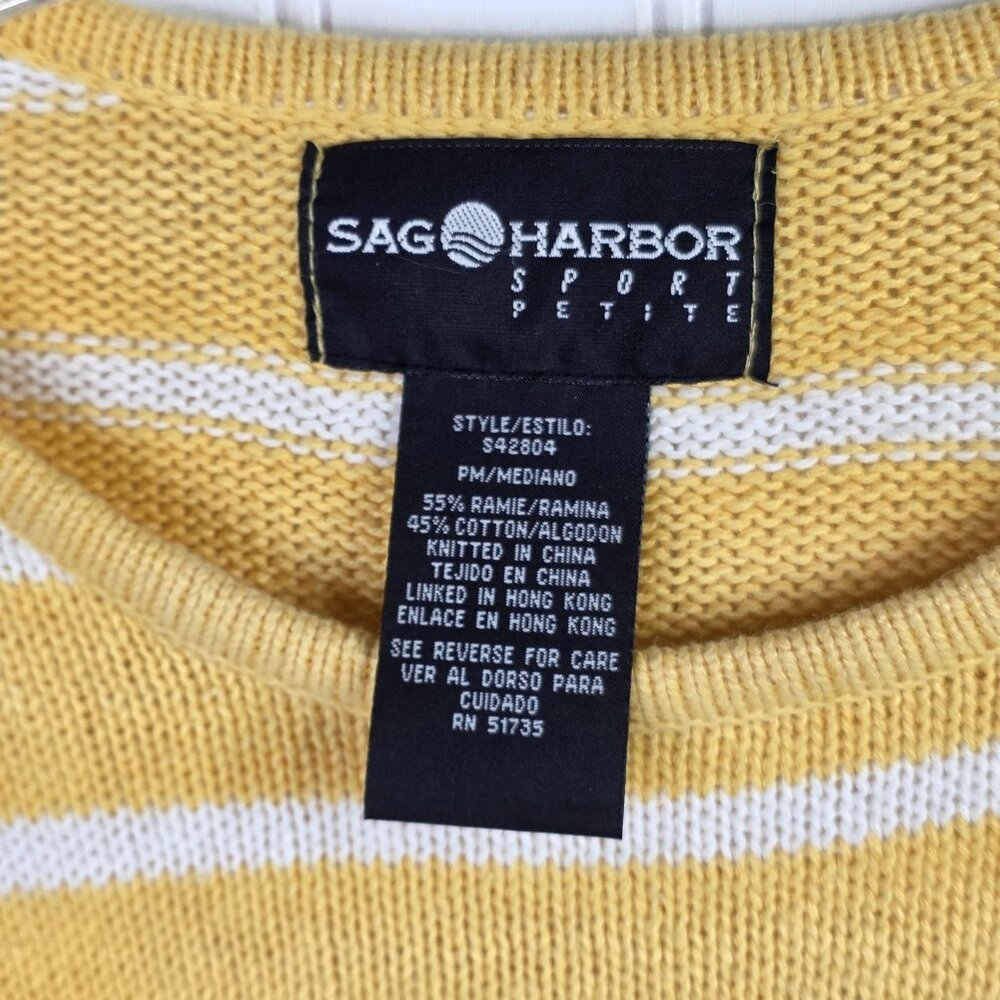 SAG HARBOR
SPORT
PETITE
STYLE/ESTILO:
S42804
PM/MEDIANO
55% RAMIE/RAMINA
45% COTTON/ALGODON
KNITTED IN CHINA
TEJIDO EN CHINA
LINKED IN HONG KONG
ENLACE EN HONG KONG
SEE REVERSE FOR CARE
VER AL DORSO PARA
CUIDADO
RN 51735